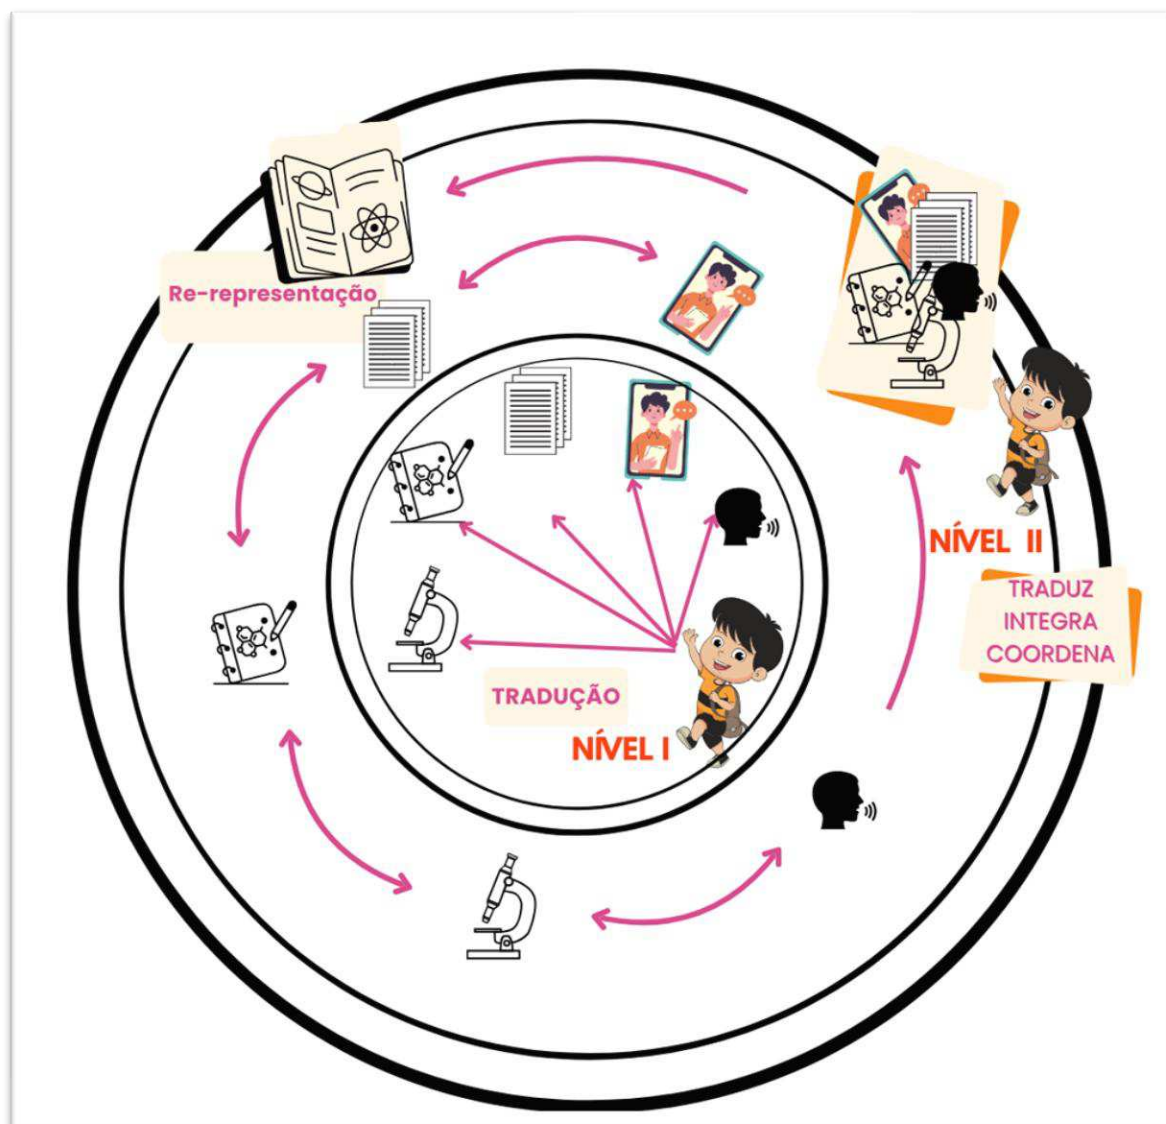 Re-representação
NÍVEL II
TRADUZ
INTEGRA
COORDENA
TRADUÇÃO
NÍVEL I